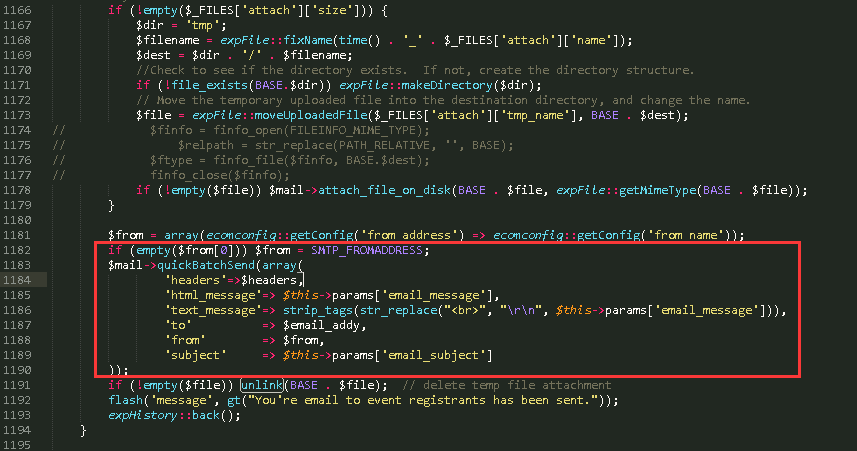 1166 if (!empty($_FILES['attach']['size'])) {
1167 $dir = 'tmp';
1168 $filename = expFile::fixName(time() . '_' . $_FILES['attach']['name']);
1169 $dest = $dir . '/' . $filename;
1170 //Check to see if the directory exists.  If not, create the directory structure.
1171 if (!file_exists(BASE.$dir)) expFile::makeDirectory($dir);
1172 // Move the temporary uploaded file into the destination directory, and change the name.
1173 $file = expFile::moveUploadedFile($_FILES['attach']['tmp_name'], BASE . $dest);
1174 // $finfo = finfo_open(FILEINFO_MIME_TYPE);
1175 // $relpath = str_replace(PATH_RELATIVE, '', BASE);
1176 // $ftype = finfo_file($finfo, BASE.$dest);
1177 // finfo_close($finfo);
1178 if (!empty($file)) $mail->attach_file_on_disk(BASE . $file, expFile::getMimeType(BASE . $file));
1179 }
1180
1181 $from = array(ecomconfig::getConfig('from_address') => ecomconfig::getConfig('from_name'));
1182 if (empty($from[0])) $from = SMTP_FROMADDRESS;
1183 $mail->quickBatchSend(array(
1184 'headers'=>$headers,
1185 'html_message'=> $this->params['email_message'],
1186 'text_message'=> strip_tags(str_replace("<br>", "\r\n", $this->params['email_message'])),
1187 'to' => $email_addy,
1188 'from' => $from,
1189 'subject' => $this->params['email_subject']
1190 ));
1191 if (!empty($file)) unlink(BASE . $file);  // delete temp file attachment
1192 flash('message', gt("You're email to event registrants has been sent."));
1193 expHistory::back();
1194 }
1195